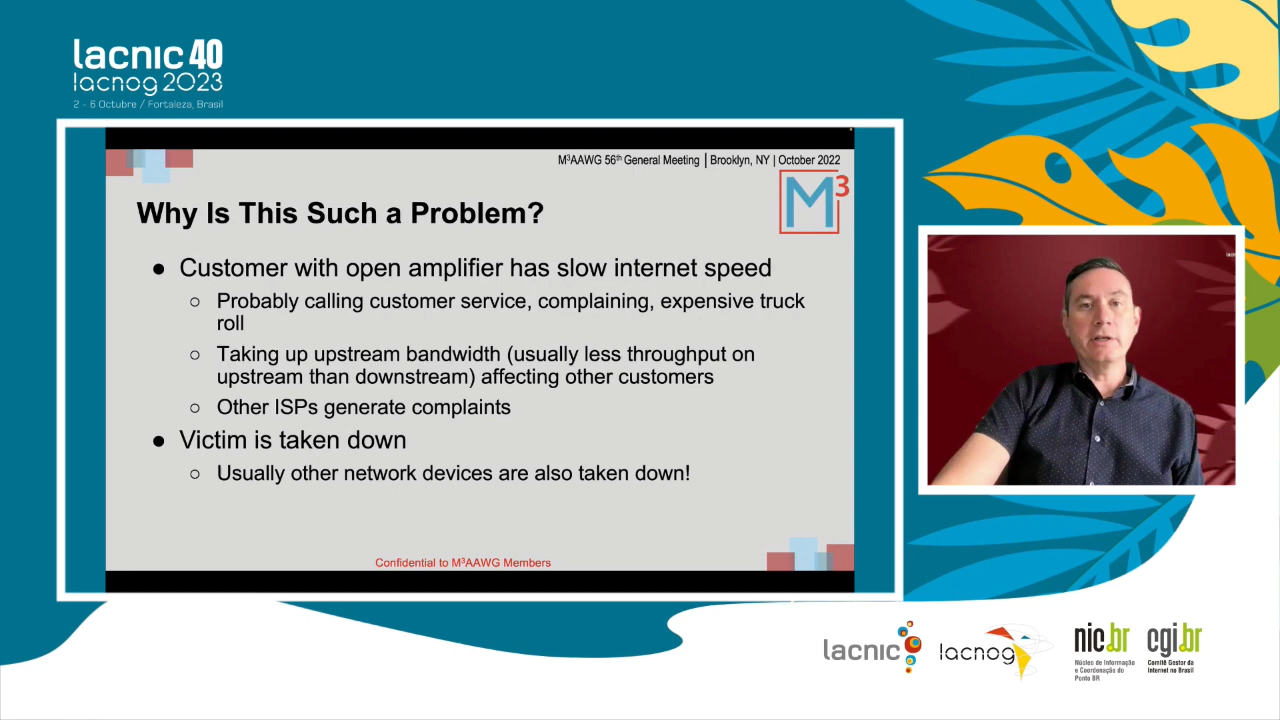 lacnic 40
lacnog 2023
2 - 6 Octubre / Fortaleza, Brasil
M³AAWG 56th General Meeting | Brooklyn, NY | October 2022
M3
Why Is This Such a Problem?
● Customer with open amplifier has slow internet speed
○ Probably calling customer service, complaining, expensive truck
roll
○ Taking up upstream bandwidth (usually less throughput on
upstream than downstream) affecting other customers
○ Other ISPs generate complaints
● Victim is taken down
○ Usually other network devices are also taken down!
Confidential to M³AAWG Members
lacnic
lacnog
nic.br
Núcleo de Informação
e Coordenação do
Ponto BR
cgi.br
Comitê Gestor da
Internet no Brasil